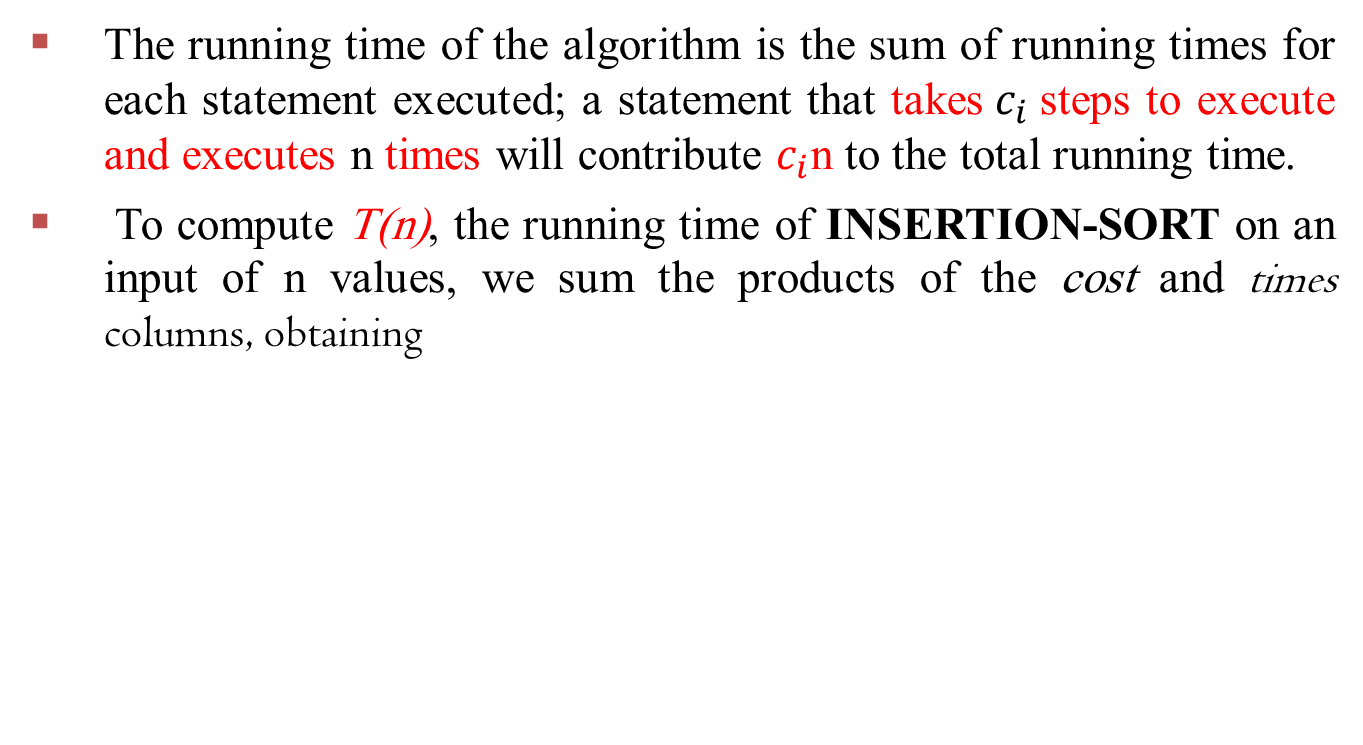 ▪ The running time of the algorithm is the sum of running times for
each statement executed; a statement that takes cᵢ steps to execute
and executes n times will contribute cᵢn to the total running time.
▪ To compute T(n), the running time of INSERTION-SORT on an
input of n values, we sum the products of the cost and times
columns, obtaining